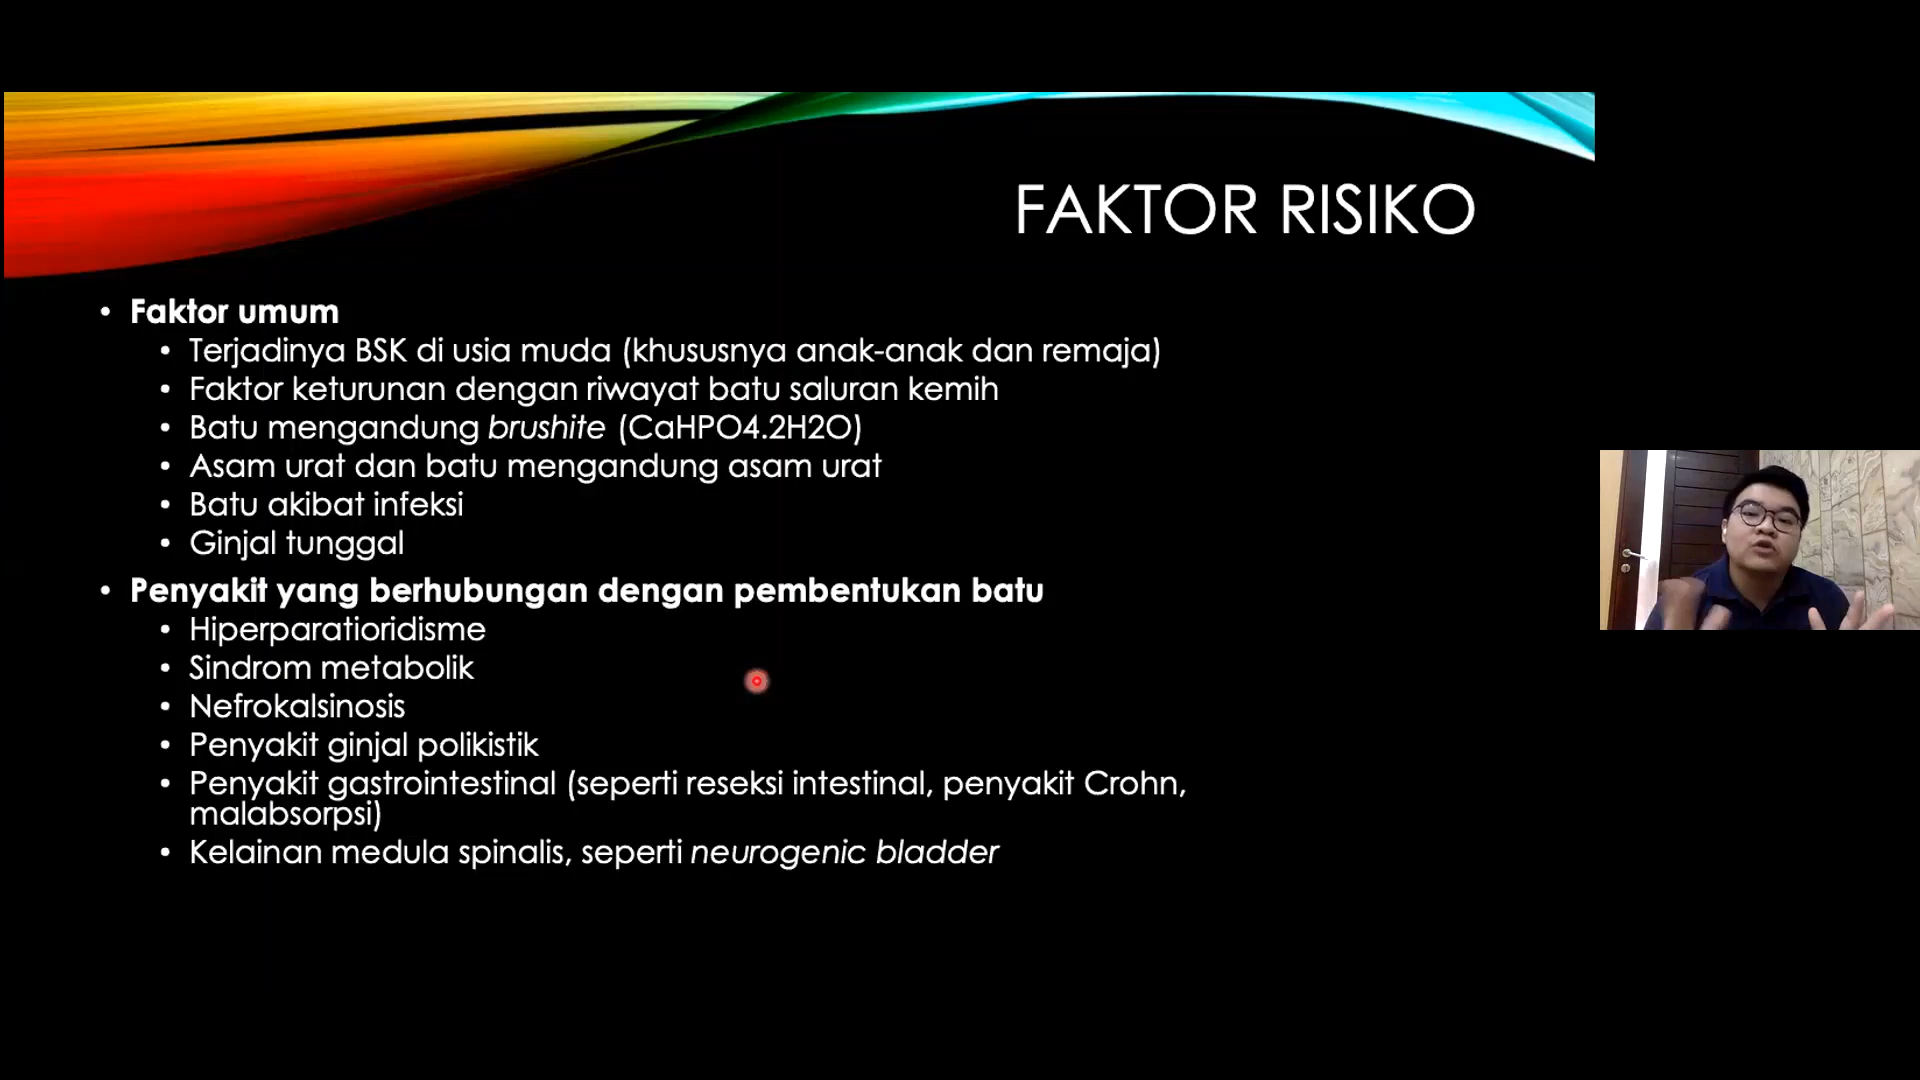 FAKTOR RISIKO
• Faktor umum
• Terjadinya BSK di usia muda (khususnya anak-anak dan remaja)
• Faktor keturunan dengan riwayat batu saluran kemih
• Batu mengandung brushite (CaHPO4.2H2O)
• Asam urat dan batu mengandung asam urat
• Batu akibat infeksi
• Ginjal tunggal
• Penyakit yang berhubungan dengan pembentukan batu
• Hiperparatioridisme
• Sindrom metabolik
• Nefrokalsinosis
• Penyakit ginjal polikistik
• Penyakit gastrointestinal (seperti reseksi intestinal, penyakit Crohn,
malabsorpsi)
• Kelainan medula spinalis, seperti neurogenic bladder